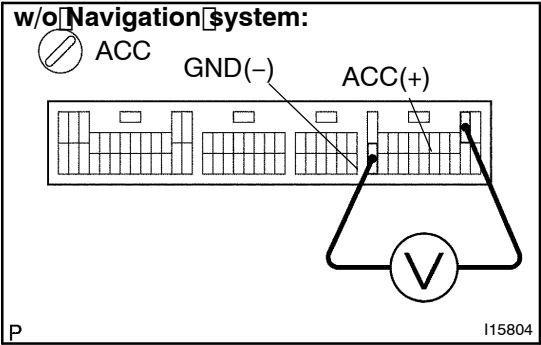 w/o Navigation system:
ACC
GND(−)
ACC(+)
V
P
I15804